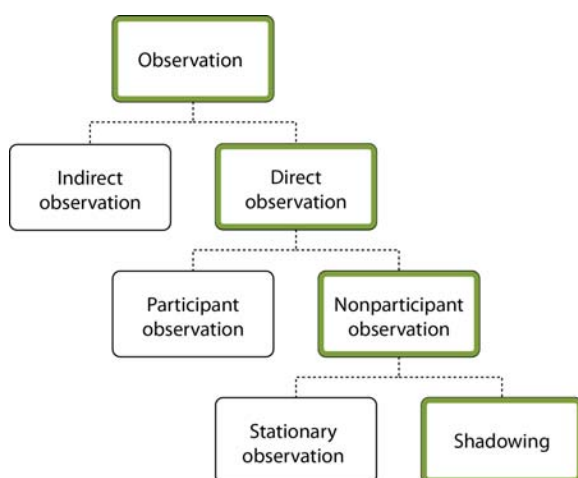 Observation
Indirect
observation
Direct
observation
Participant
observation
Nonparticipant
observation
Stationary
observation
Shadowing